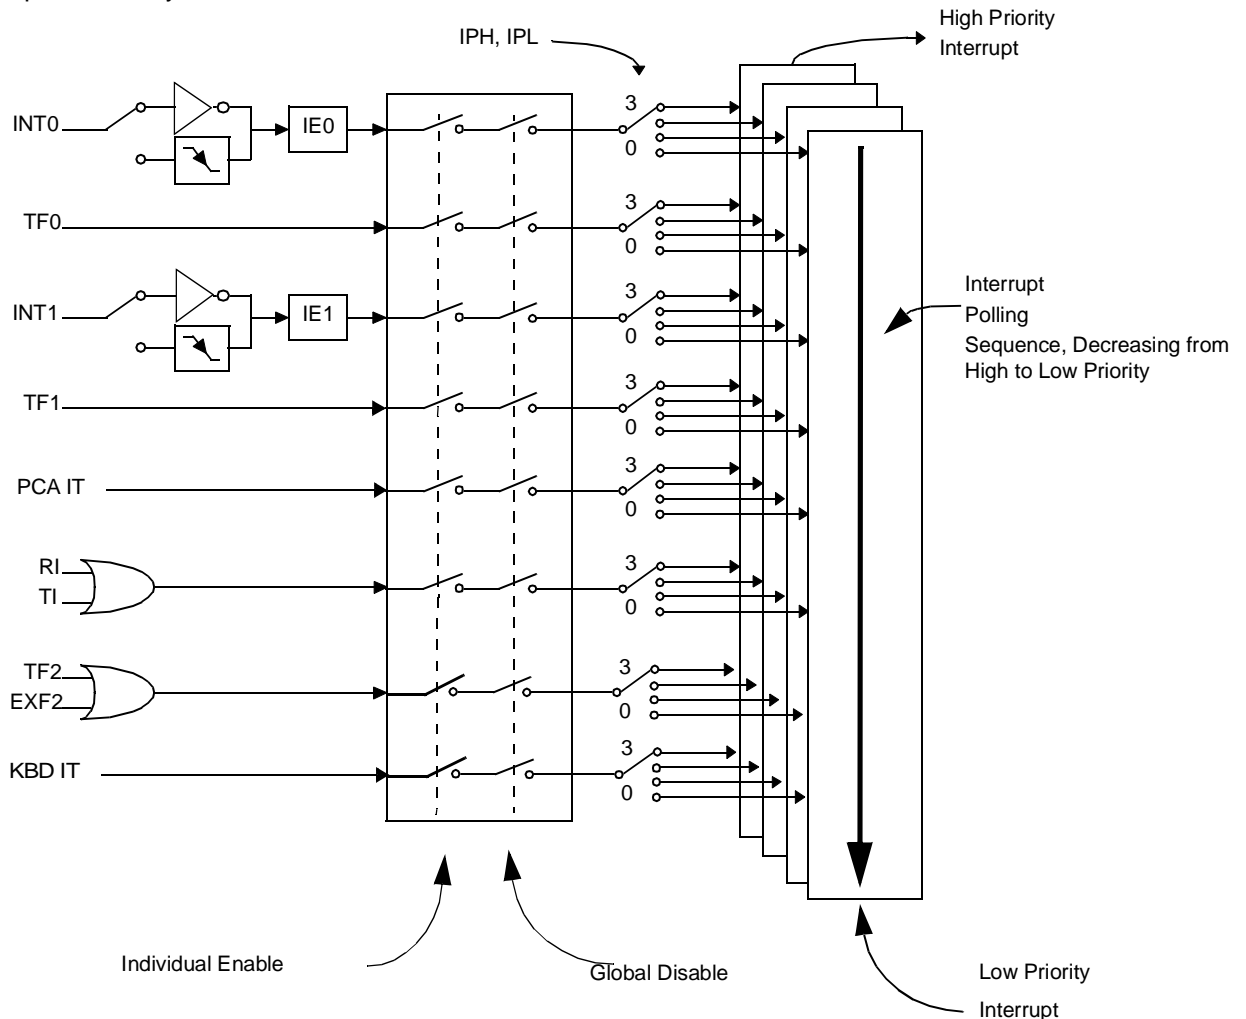 High Priority
IPH, IPL
Interrupt
3
INT0
IE0
0
3
TF0
0
3
INT1
IE1
0
Interrupt
Polling
Sequence, Decreasing from
High to Low Priority
3
TF1
0
3
PCA IT
0
3
RI
TI
0
3
TF2
EXF2
0
3
KBD IT
0
Individual Enable
Global Disable
Low Priority
Interrupt